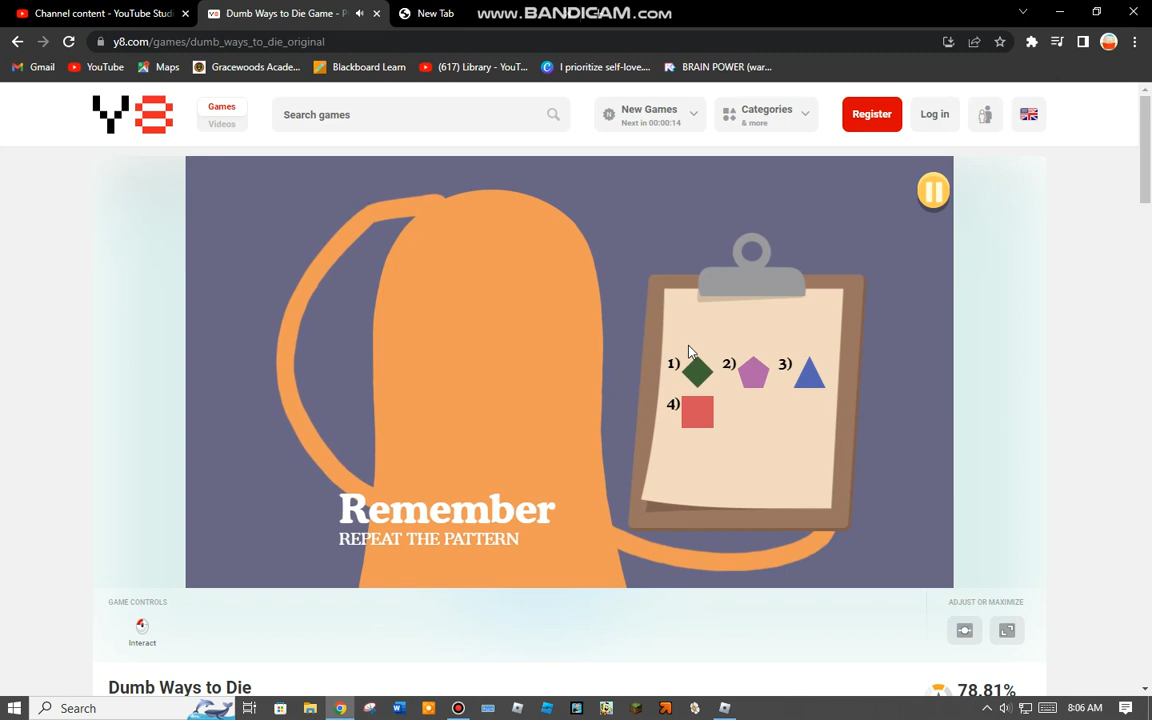 Channel content - YouTube Studi
Dumb Ways to Die Game - P
New Tab
www.BANDICAM.com
y8.com/games/dumb_ways_to_die_original
Gmail
YouTube
Maps
Gracewoods Acade...
Blackboard Learn
(617) Library - YouT...
I prioritize self-love....
BRAIN POWER (war...
Y8
Games
Videos
Search games
New Games
Next in 00:00:14
Categories
& more
Register
Log in
1) 2) 3)
4)
Remember
REPEAT THE PATTERN
GAME CONTROLS
ADJUST OR MAXIMIZE
Interact
Dumb Ways to Die
78.81%
Search
8:06 AM